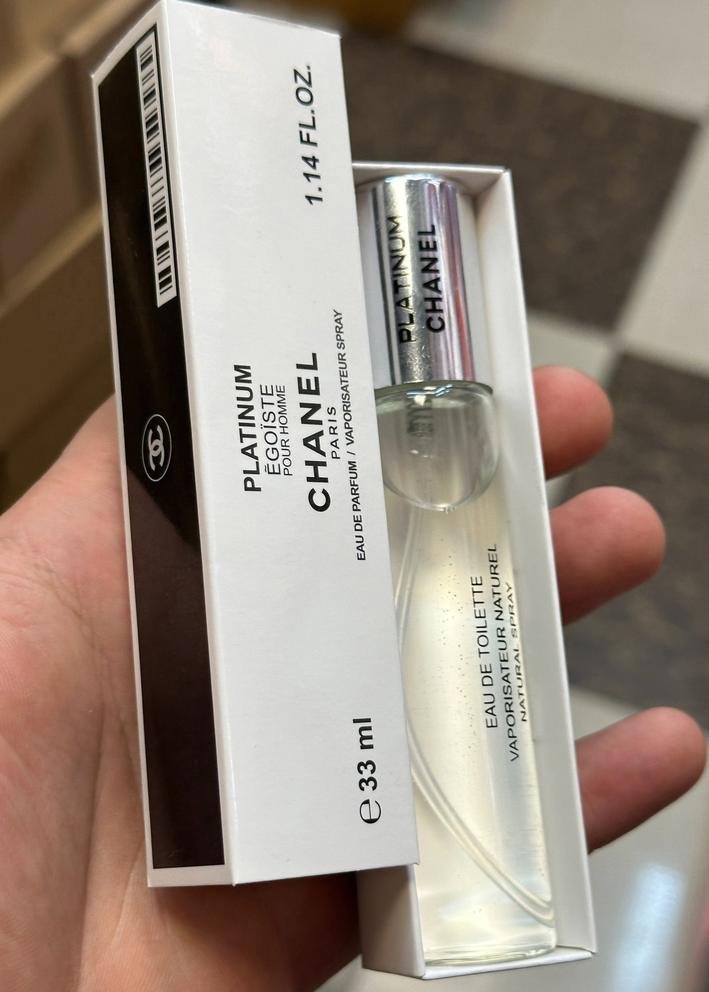 1.14 FL.OZ.
PLATINUM
ÉGOÏSTE
POUR HOMME
CHANEL
PARIS
EAU DE PARFUM / VAPORISATEUR SPRAY
℮ 33 ml
PLATINUM
CHANEL
EAU DE TOILETTE
VAPORISATEUR NATUREL
NATURAL SPRAY